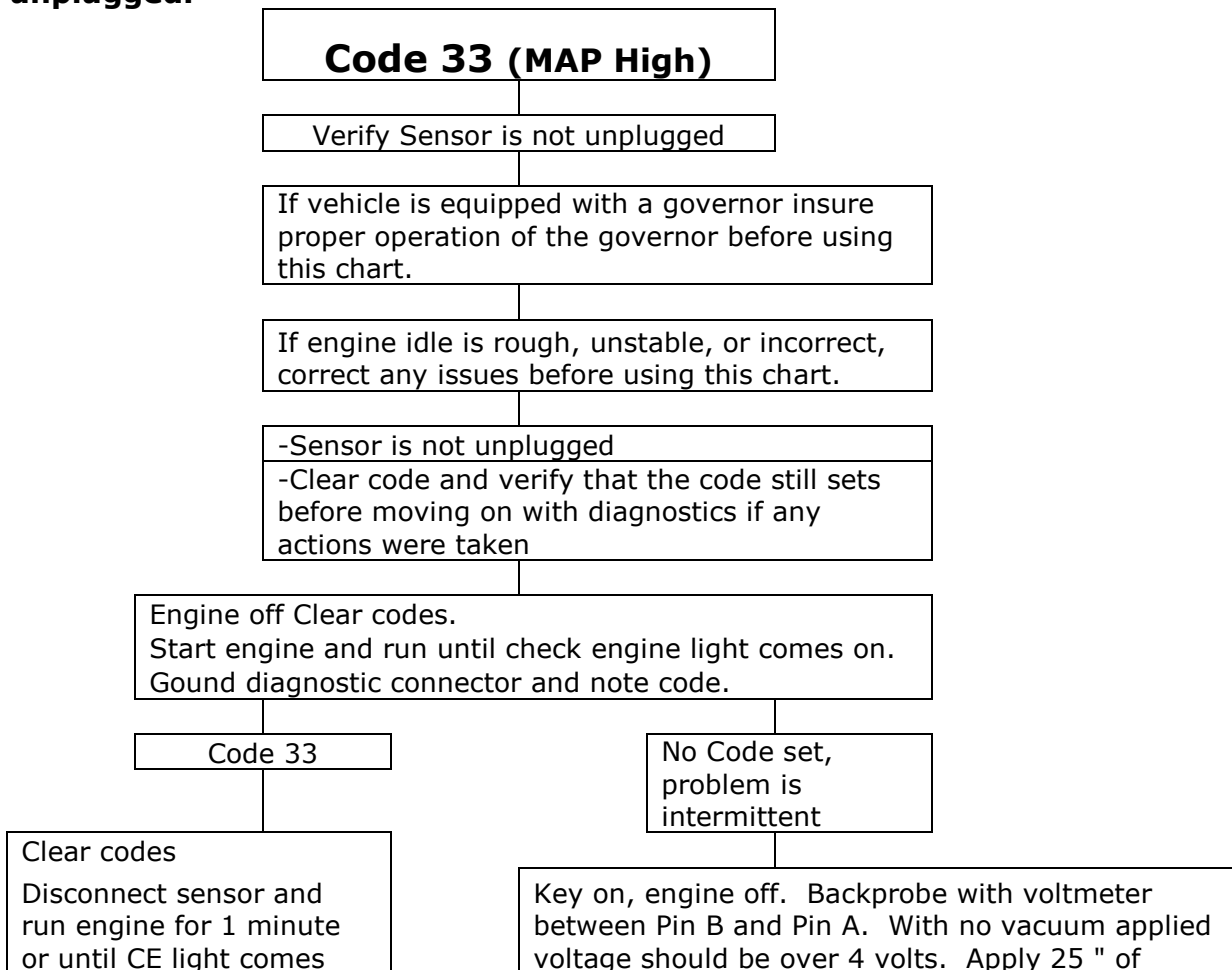 unplugged.
Code 33 (MAP High)
Verify Sensor is not unplugged
If vehicle is equipped with a governor insure
proper operation of the governor before using
this chart.
If engine idle is rough, unstable, or incorrect,
correct any issues before using this chart.
-Sensor is not unplugged
-Clear code and verify that the code still sets
before moving on with diagnostics if any
actions were taken
Engine off Clear codes.
Start engine and run until check engine light comes on.
Gound diagnostic connector and note code.
Code 33
No Code set,
problem is
intermittent
Clear codes
Disconnect sensor and
run engine for 1 minute
or until CE light comes
Key on, engine off.  Backprobe with voltmeter
between Pin B and Pin A.  With no vacuum applied
voltage should be over 4 volts.  Apply 25 " of